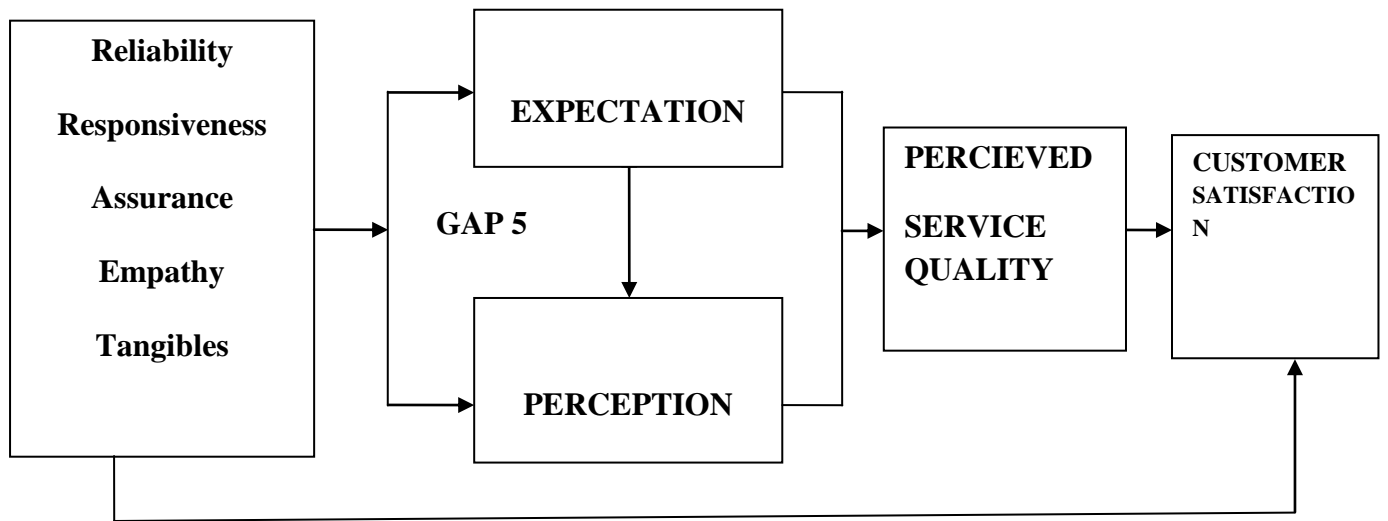 Reliability
Responsiveness
Assurance
Empathy
Tangibles
EXPECTATION
GAP 5
PERCEPTION
PERCIEVED
SERVICE
QUALITY
CUSTOMER
SATISFACTIO
N